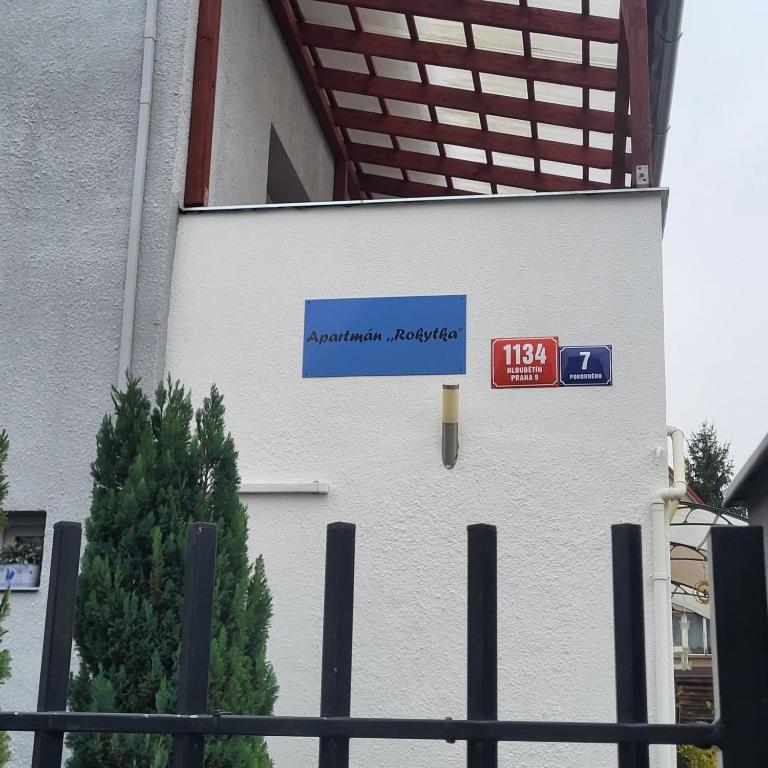 Apartmán ,,Rokytka"
1134
HLOUBĚTÍN
PRAHA 9
7
POKORNÉHO